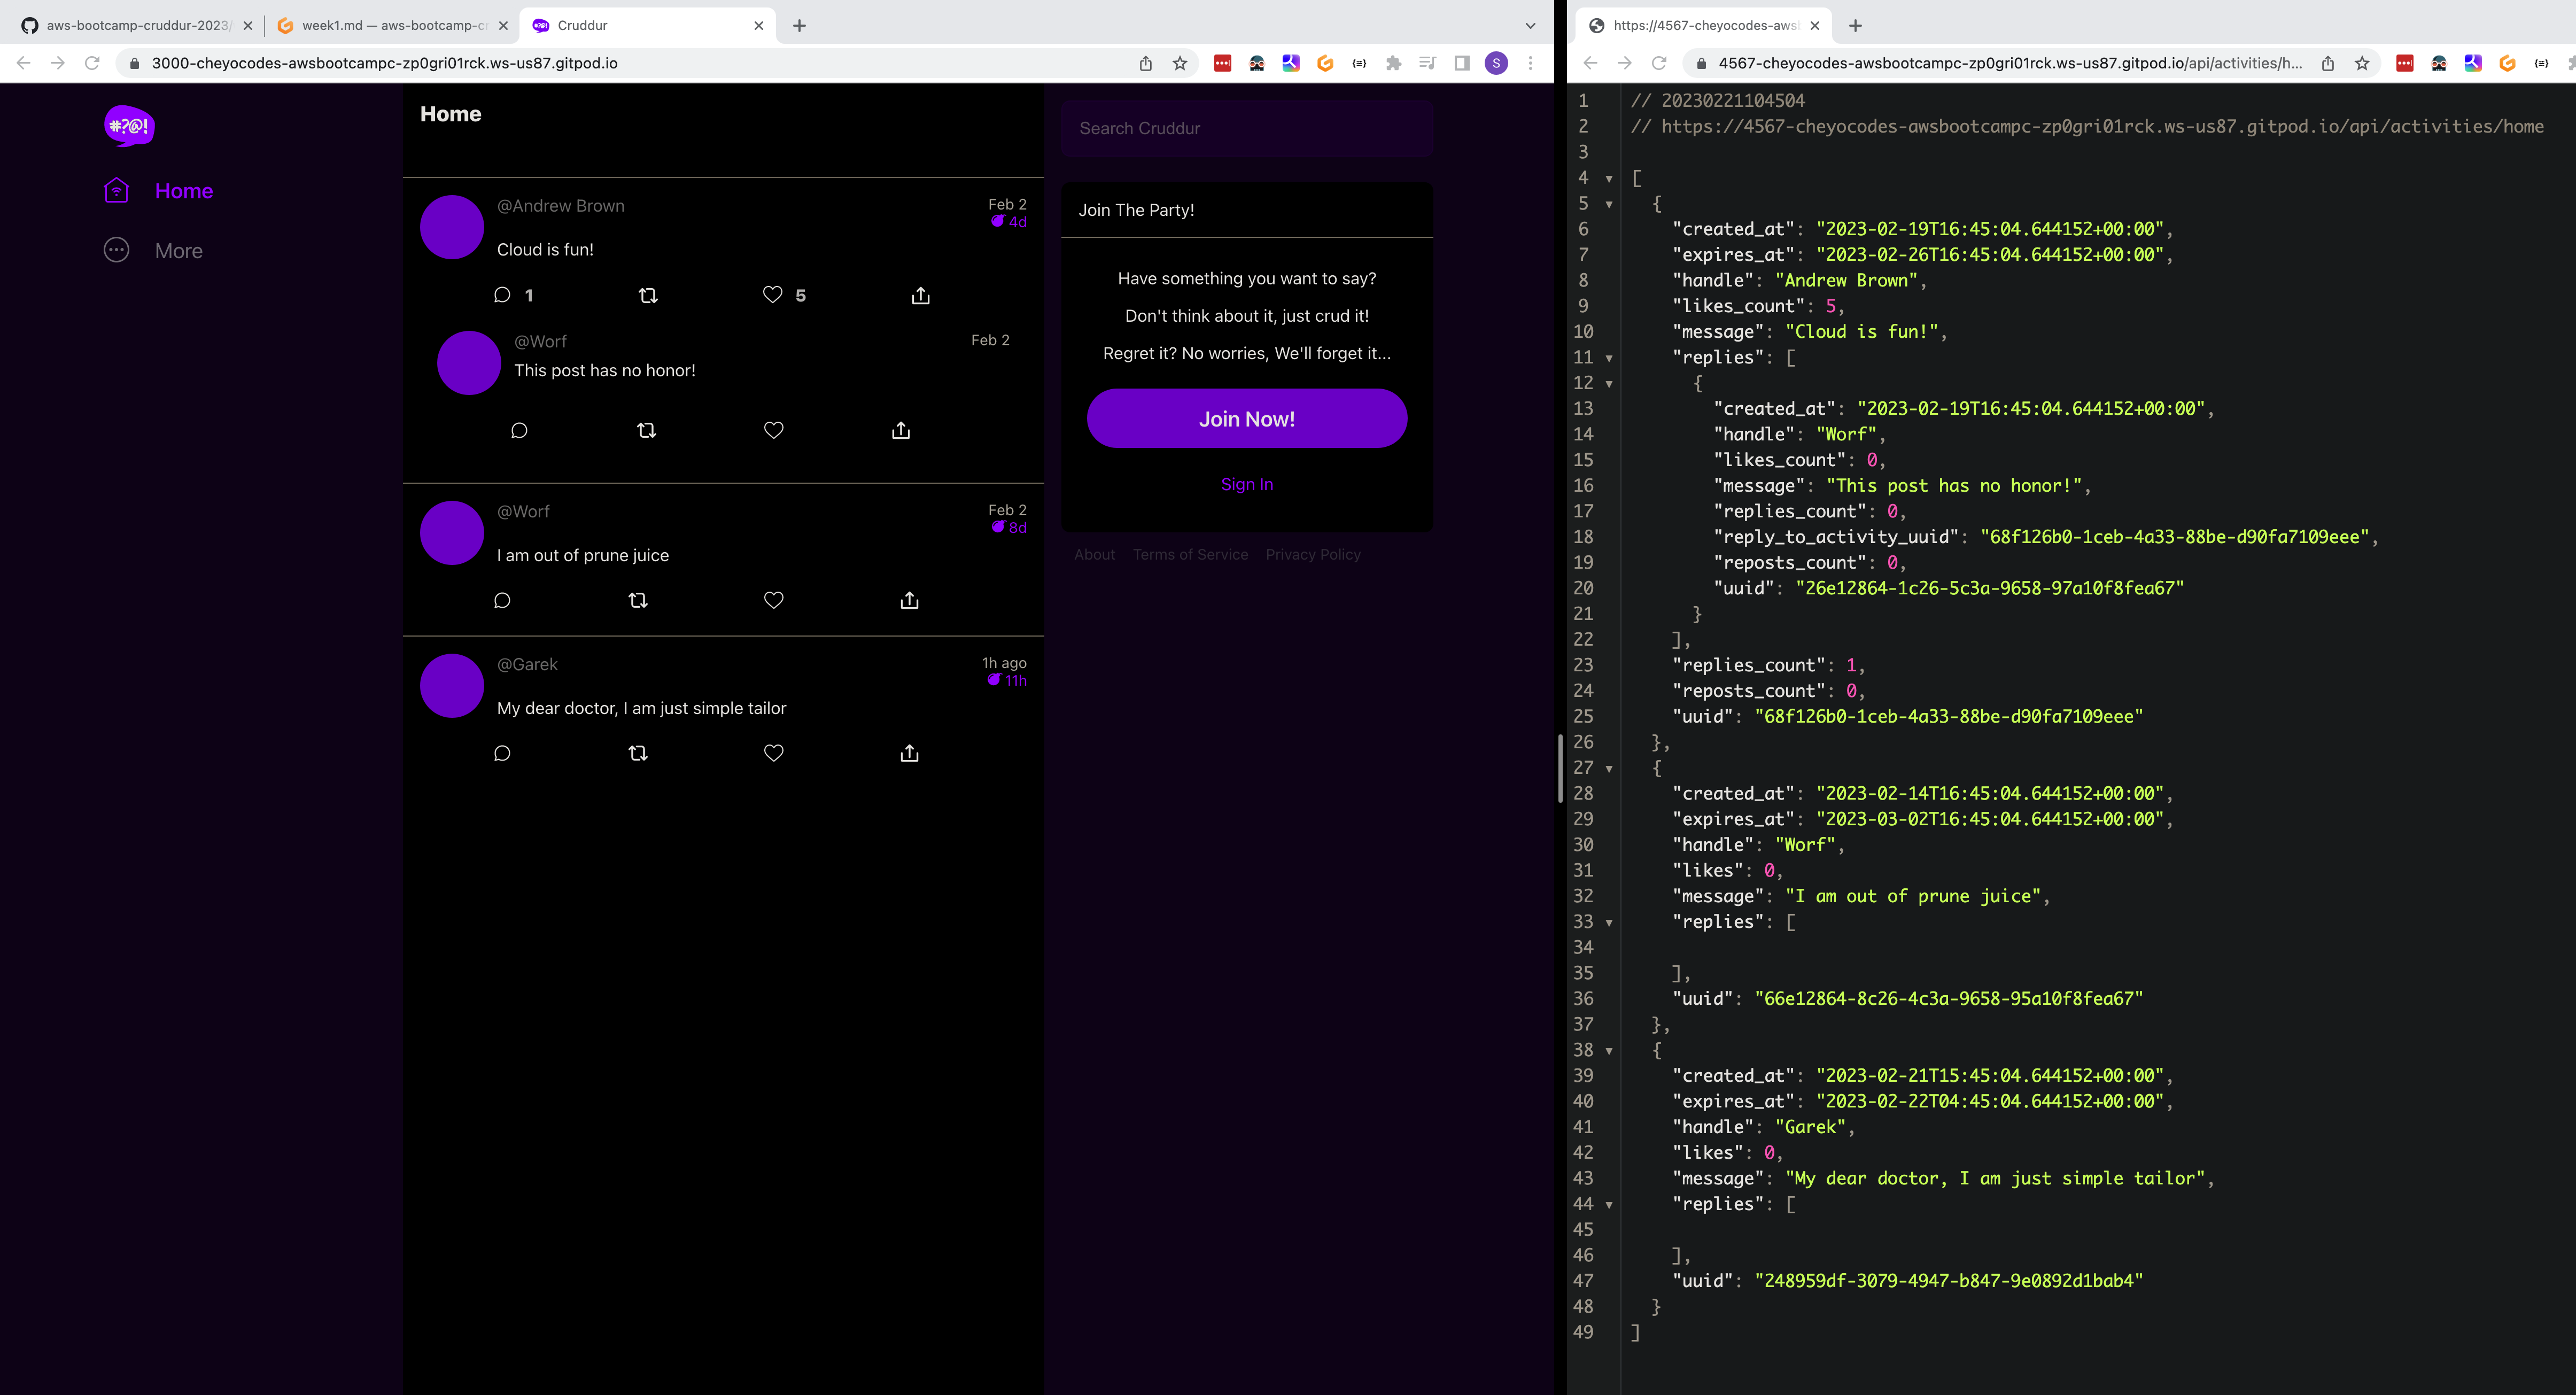 aws-bootcamp-cruddur-2023/
week1.md — aws-bootcamp-cr
Cruddur
3000-cheyocodes-awsbootcampc-zp0gri01rck.ws-us87.gitpod.io
S
#?@!
Home
More
Home
@Andrew Brown
Feb 2
4d
Cloud is fun!
1
5
@Worf
Feb 2
This post has no honor!
@Worf
Feb 2
8d
I am out of prune juice
@Garek
1h ago
11h
My dear doctor, I am just simple tailor
Search Cruddur
Join The Party!
Have something you want to say?
Don't think about it, just crud it!
Regret it? No worries, We'll forget it...
Join Now!
Sign In
About Terms of Service Privacy Policy
https://4567-cheyocodes-aws
4567-cheyocodes-awsbootcampc-zp0gri01rck.ws-us87.gitpod.io/api/activities/h...
1 // 20230221104504
2 // https://4567-cheyocodes-awsbootcampc-zp0gri01rck.ws-us87.gitpod.io/api/activities/home
3
4 [
5 {
6 "created_at": "2023-02-19T16:45:04.644152+00:00",
7 "expires_at": "2023-02-26T16:45:04.644152+00:00",
8 "handle": "Andrew Brown",
9 "likes_count": 5,
10 "message": "Cloud is fun!",
11 "replies": [
12 {
13 "created_at": "2023-02-19T16:45:04.644152+00:00",
14 "handle": "Worf",
15 "likes_count": 0,
16 "message": "This post has no honor!",
17 "replies_count": 0,
18 "reply_to_activity_uuid": "68f126b0-1ceb-4a33-88be-d90fa7109eee",
19 "reposts_count": 0,
20 "uuid": "26e12864-1c26-5c3a-9658-97a10f8fea67"
21 }
22 ],
23 "replies_count": 1,
24 "reposts_count": 0,
25 "uuid": "68f126b0-1ceb-4a33-88be-d90fa7109eee"
26 },
27 {
28 "created_at": "2023-02-14T16:45:04.644152+00:00",
29 "expires_at": "2023-03-02T16:45:04.644152+00:00",
30 "handle": "Worf",
31 "likes": 0,
32 "message": "I am out of prune juice",
33 "replies": [
34
35 ],
36 "uuid": "66e12864-8c26-4c3a-9658-95a10f8fea67"
37 },
38 {
39 "created_at": "2023-02-21T15:45:04.644152+00:00",
40 "expires_at": "2023-02-22T04:45:04.644152+00:00",
41 "handle": "Garek",
42 "likes": 0,
43 "message": "My dear doctor, I am just simple tailor",
44 "replies": [
45
46 ],
47 "uuid": "248959df-3079-4947-b847-9e0892d1bab4"
48 }
49 ]